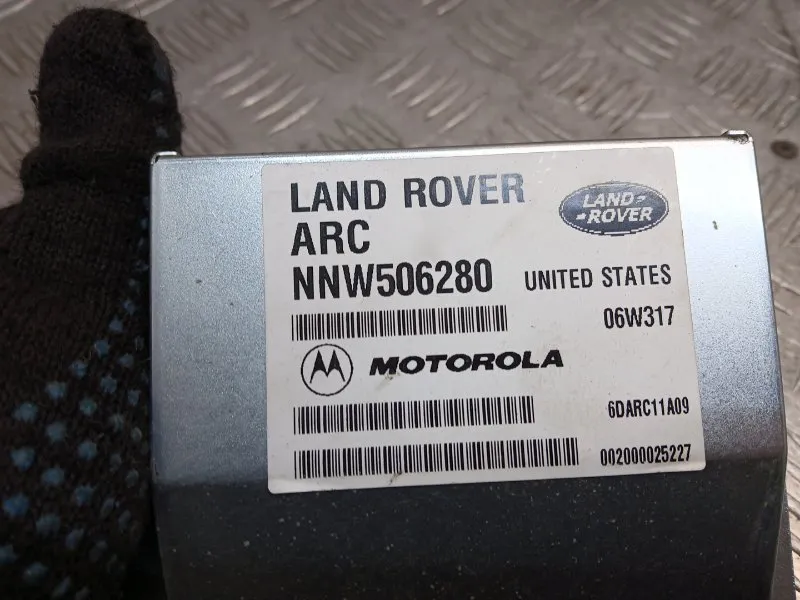 LAND ROVER
LAND-
-ROVER
ARC
NNW506280 UNITED STATES
06W317
MOTOROLA
6DARC11A09
002000025227